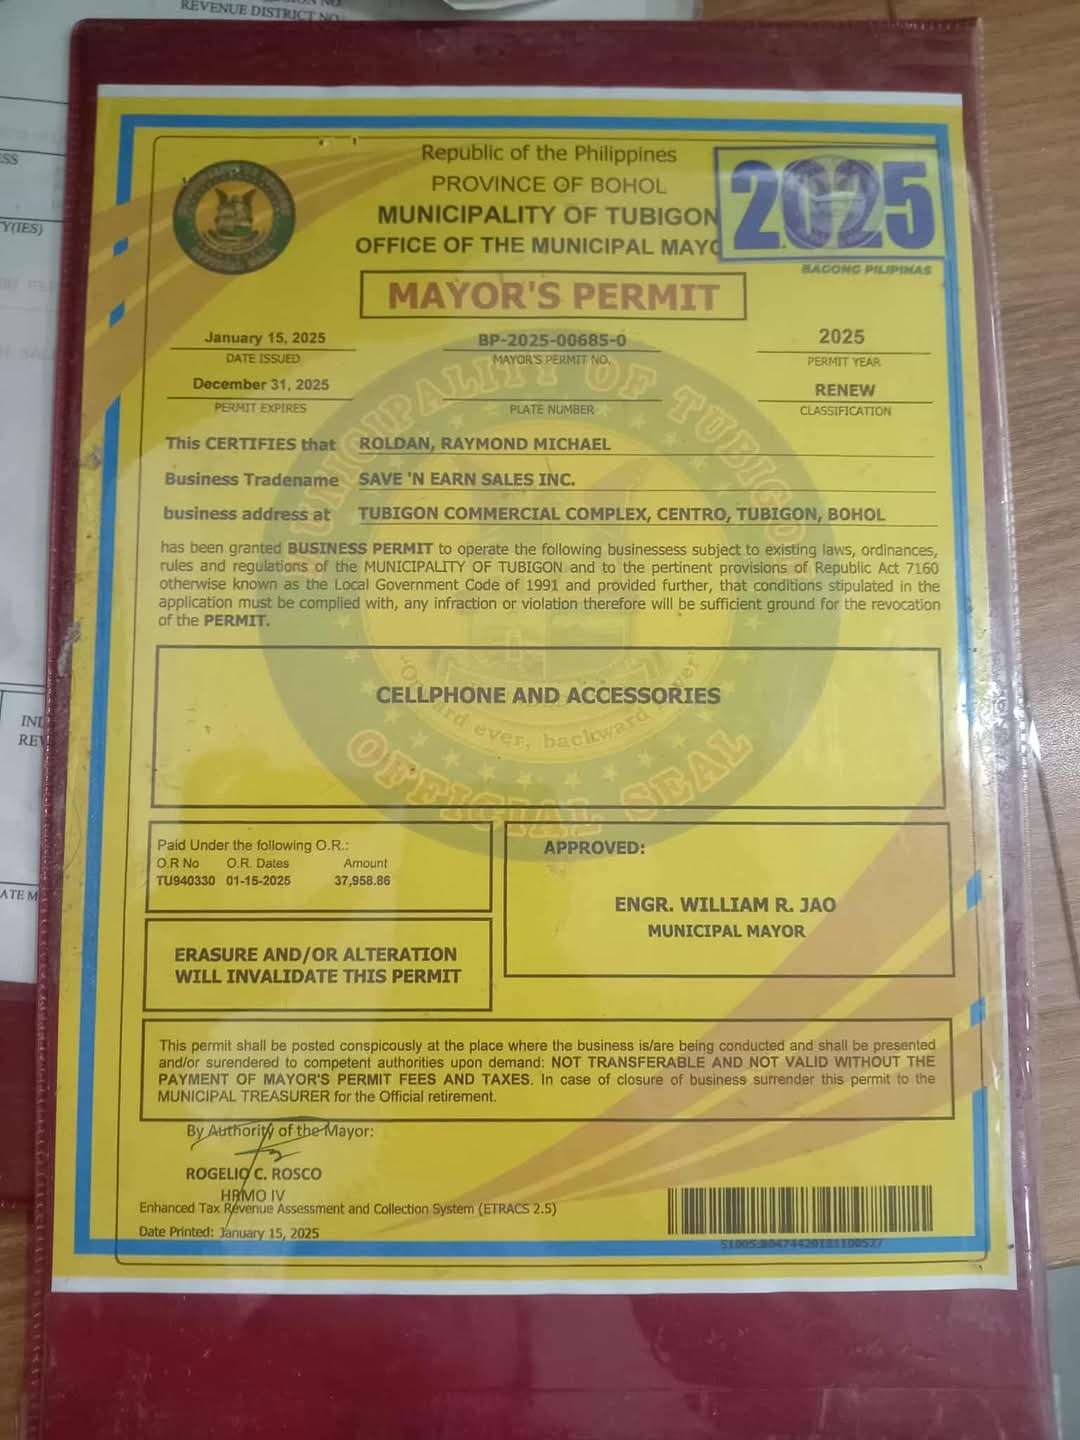 REVENUE DISTRICT NO.
Republic of the Philippines
PROVINCE OF BOHOL
MUNICIPALITY OF TUBIGON
OFFICE OF THE MUNICIPAL MAYO
2025
BAGONG PILIPINAS
MAYOR'S PERMIT
January 15, 2025
DATE ISSUED
BP-2025-00685-0
MAYOR'S PERMIT NO.
2025
PERMIT YEAR
December 31, 2025
PERMIT EXPIRES
PLATE NUMBER
RENEW
CLASSIFICATION
This CERTIFIES that ROLDAN, RAYMOND MICHAEL
Business Tradename SAVE 'N EARN SALES INC.
business address at TUBIGON COMMERCIAL COMPLEX, CENTRO, TUBIGON, BOHOL
has been granted BUSINESS PERMIT to operate the following businessess subject to existing laws, ordinances,
rules and regulations of the MUNICIPALITY OF TUBIGON and to the pertinent provisions of Republic Act 7160
otherwise known as the Local Government Code of 1991 and provided further, that conditions stipulated in the
application must be complied with, any infraction or violation therefore will be sufficient ground for the revocation
of the PERMIT.
CELLPHONE AND ACCESSORIES
MUNICIPALITY OF TUBIGO
ard ever, backward
OFFICIAL SEAL
Paid Under the following O.R.:
O.R No O.R. Dates Amount
TU940330 01-15-2025 37,958.86
APPROVED:
ENGR. WILLIAM R. JAO
MUNICIPAL MAYOR
ERASURE AND/OR ALTERATION
WILL INVALIDATE THIS PERMIT
This permit shall be posted conspicously at the place where the business is/are being conducted and shall be presented
and/or surendered to competent authorities upon demand: NOT TRANSFERABLE AND NOT VALID WITHOUT THE
PAYMENT OF MAYOR'S PERMIT FEES AND TAXES. In case of closure of business surrender this permit to the
MUNICIPAL TREASURER for the Official retirement.
By Authority of the Mayor:
ROGELIO C. ROSCO
HRMO IV
Enhanced Tax Revenue Assessment and Collection System (ETRACS 2.5)
Date Printed: January 15, 2025